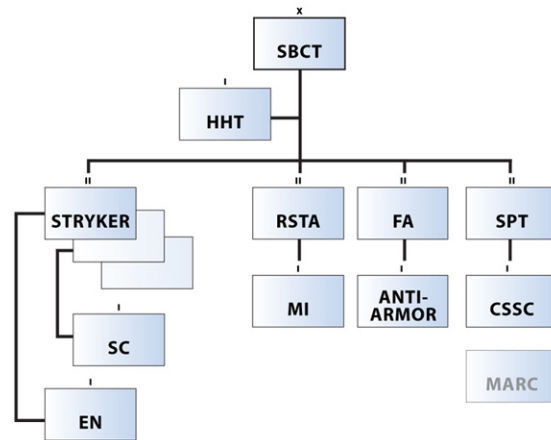 x
SBCT
I
HHT
II
II
II
II
STRYKER
RSTA
FA
SPT
I
I
I
MI
ANTI-
ARMOR
CSSC
I
SC
MARC
I
EN